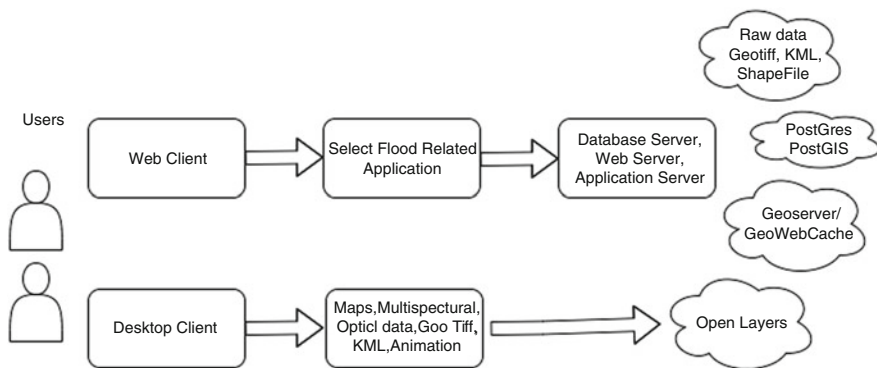 Users
Web Client
Select Flood Related
Application
Database Server,
Web Server,
Application Server
Raw data
Geotiff, KML,
ShapeFile
PostGres
PostGIS
Geoserver/
GeoWebCache
Desktop Client
Maps,Multispectural,
Opticl data,Goo Tiff,
KML,Animation
Open Layers